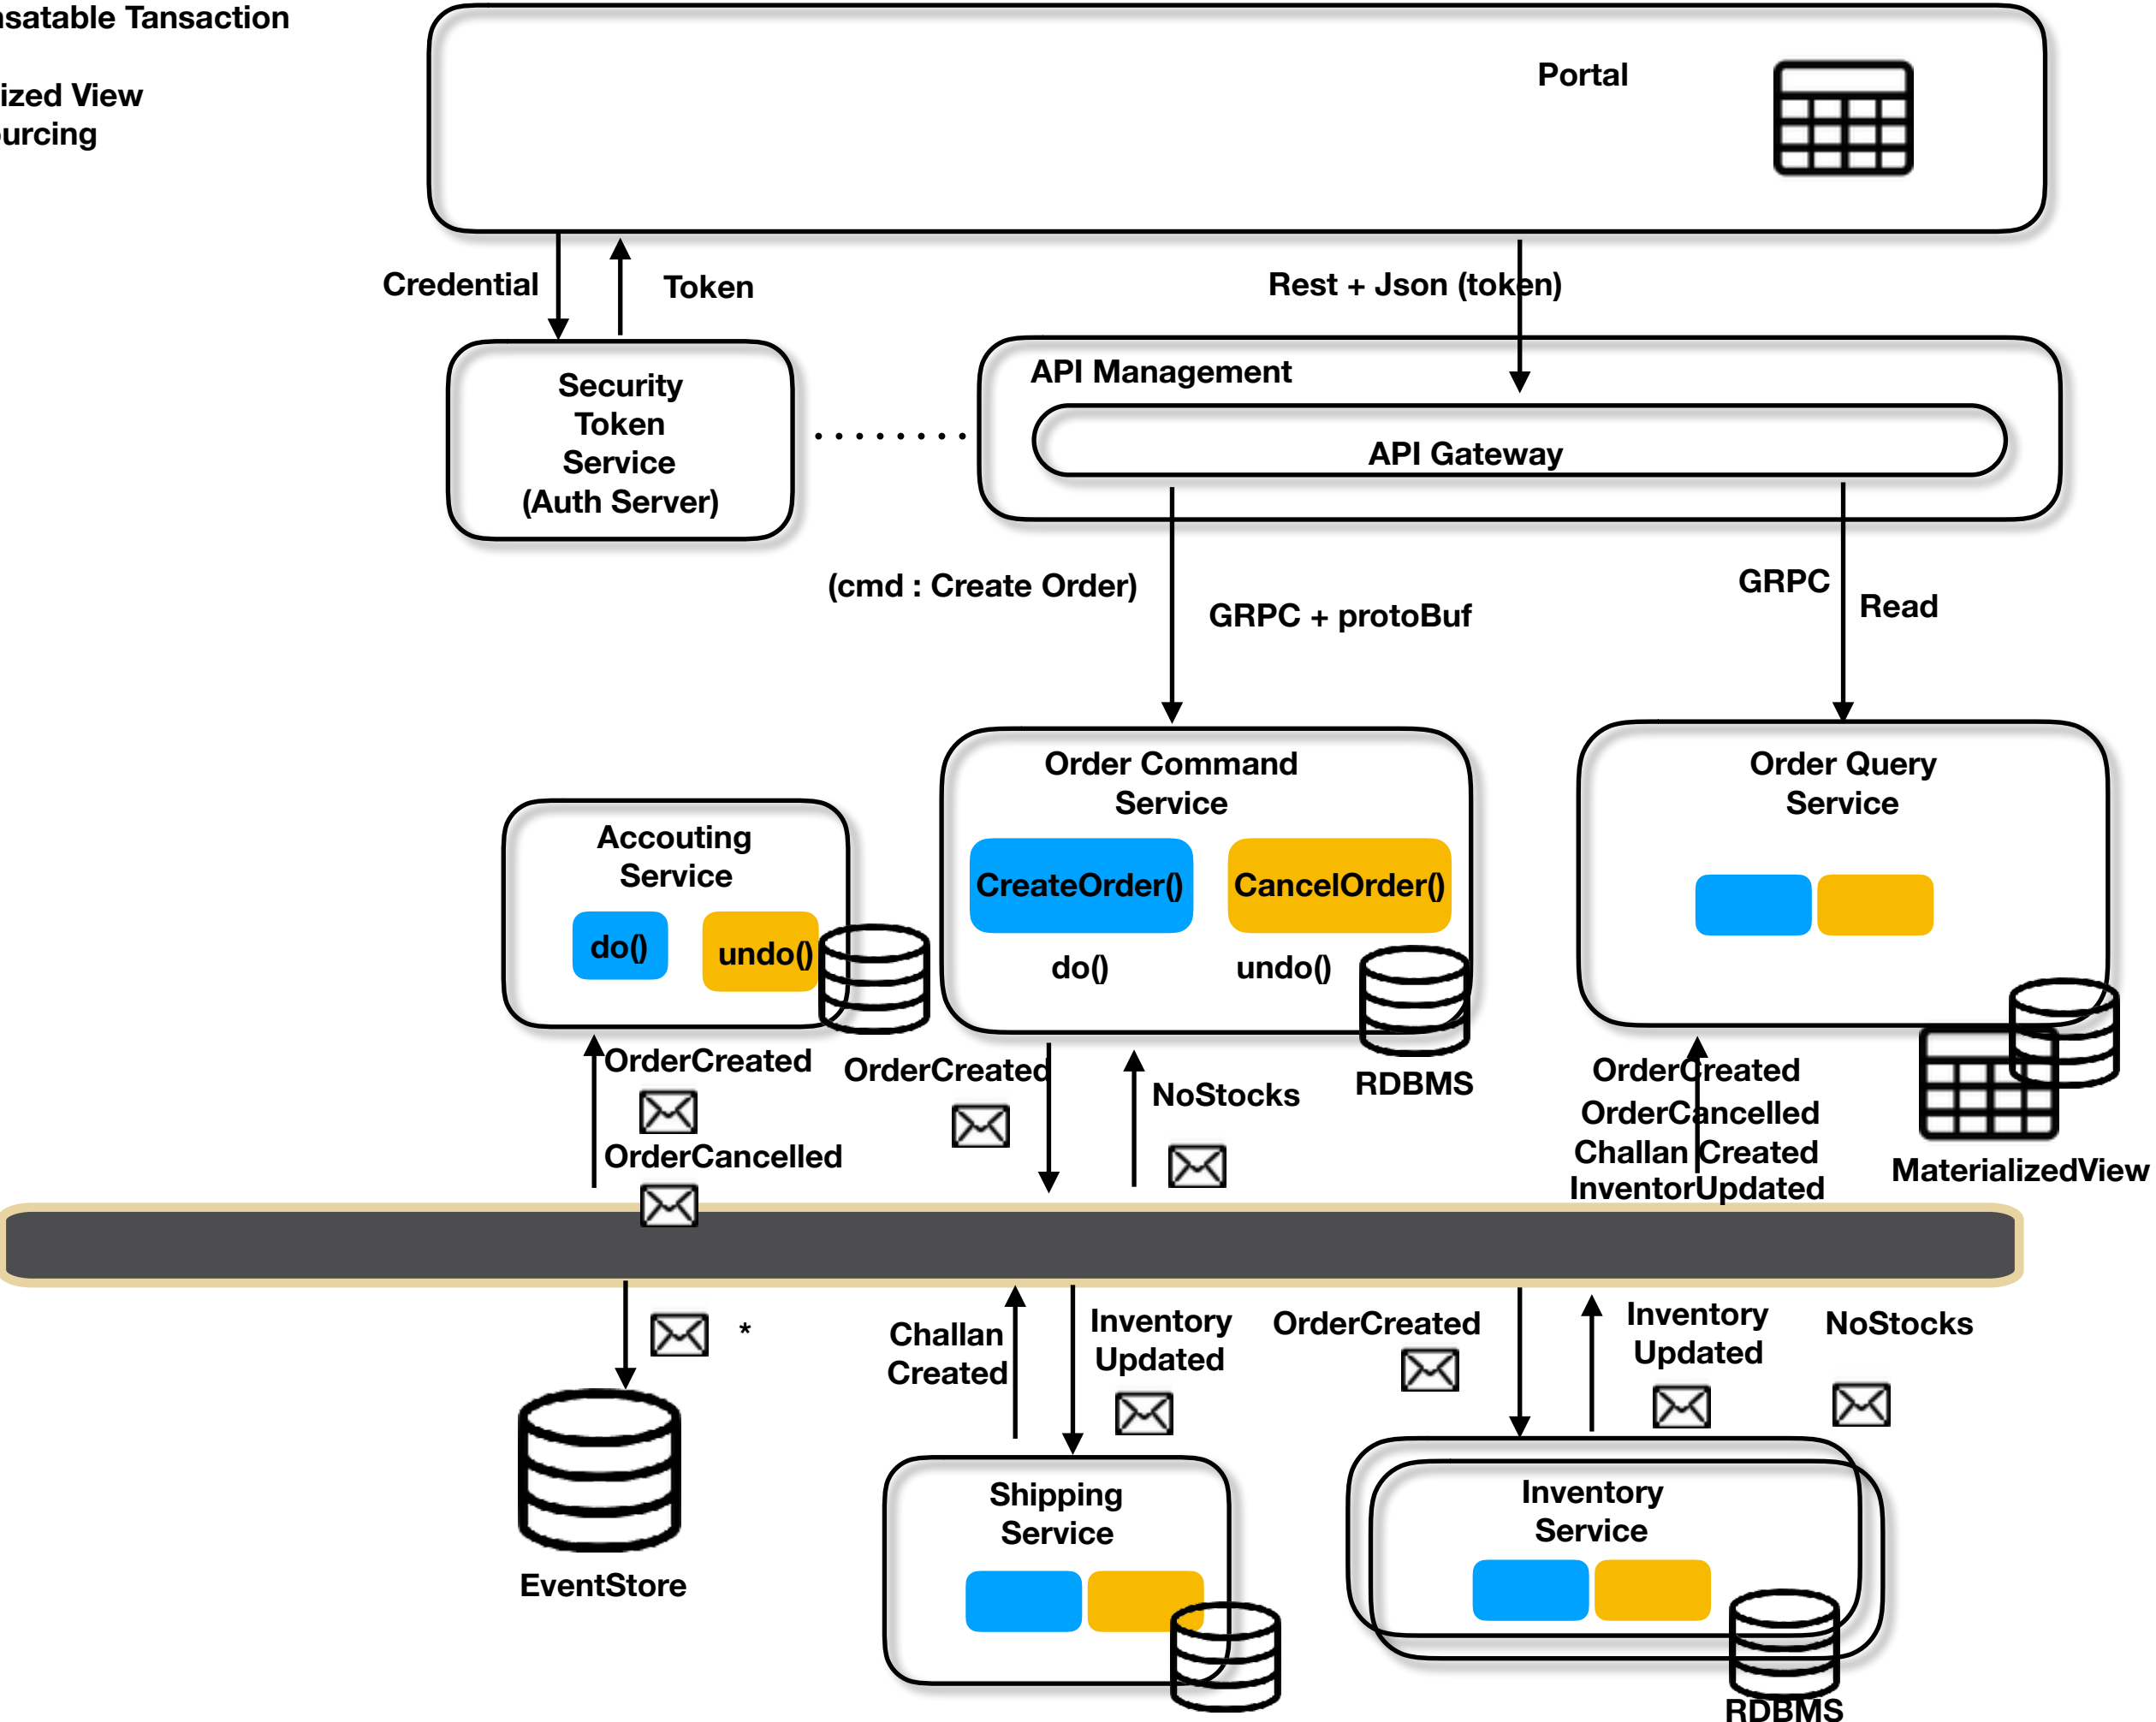 nsatable Tansaction
ized View
ourcing
Portal
Credential
Token
Rest + Json (token)
Security
Token
Service
(Auth Server)
API Management
API Gateway
(cmd : Create Order)
GRPC + protoBuf
GRPC
Read
Order Command
Service
CreateOrder()
CancelOrder()
do()
undo()
RDBMS
Order Query
Service
Accouting
Service
do()
undo()
OrderCreated
OrderCancelled
OrderCreated
NoStocks
OrderCreated
OrderCancelled
Challan Created
InventorUpdated
MaterializedView
*
EventStore
Challan
Created
Inventory
Updated
OrderCreated
Inventory
Updated
NoStocks
Shipping
Service
Inventory
Service
RDBMS